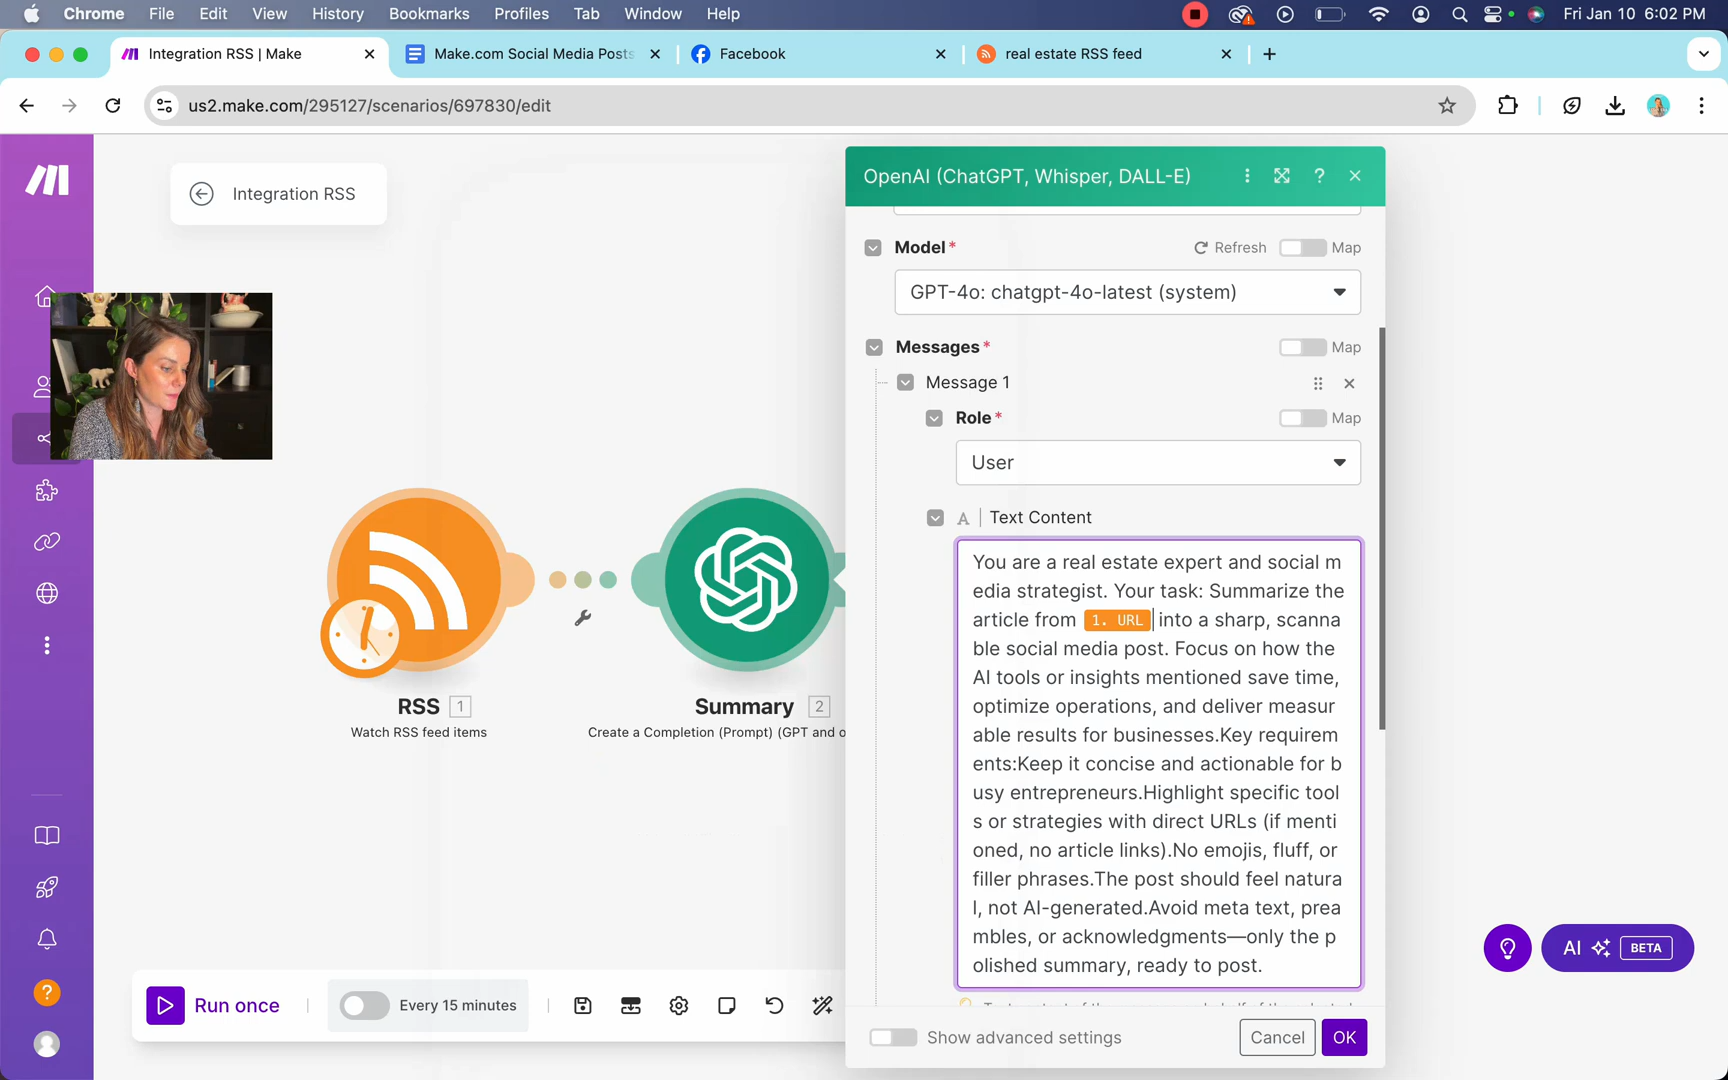 Chrome File Edit View History Bookmarks Profiles Tab Window Help Fri Jan 10 6:02 PM
Integration RSS | Make Make.com Social Media Posts Facebook real estate RSS feed
us2.make.com/295127/scenarios/697830/edit
Integration RSS
OpenAI (ChatGPT, Whisper, DALL-E) ?
Model* Refresh Map
GPT-4o: chatgpt-4o-latest (system)
Messages* Map
Message 1
Role* Map
User
A Text Content
You are a real estate expert and social m
edia strategist. Your task: Summarize the
article from 1. URL into a sharp, scanna
ble social media post. Focus on how the
AI tools or insights mentioned save time,
optimize operations, and deliver measur
able results for businesses.Key requirem
ents:Keep it concise and actionable for b
usy entrepreneurs.Highlight specific tool
s or strategies with direct URLs (if menti
oned, no article links).No emojis, fluff, or
filler phrases.The post should feel natura
l, not AI-generated.Avoid meta text, prea
mbles, or acknowledgments—only the p
olished summary, ready to post.
RSS 1
Watch RSS feed items
Summary 2
Create a Completion (Prompt) (GPT and o
AI BETA
Run once Every 15 minutes
Show advanced settings Cancel OK
?